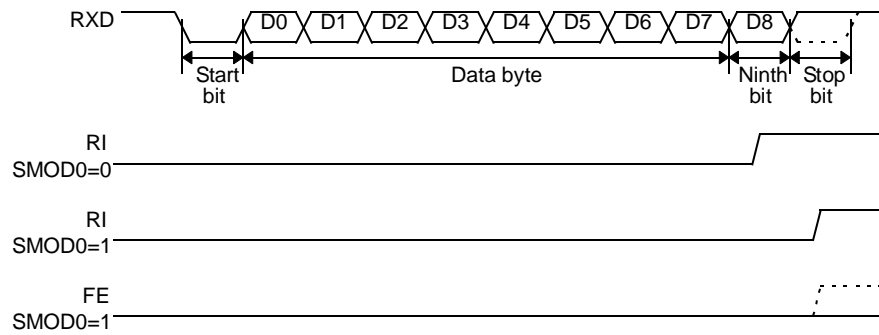 RXD D0 D1 D2 D3 D4 D5 D6 D7 D8
Start bit
Data byte
Ninth bit
Stop bit
RI
SMOD0=0
RI
SMOD0=1
FE
SMOD0=1